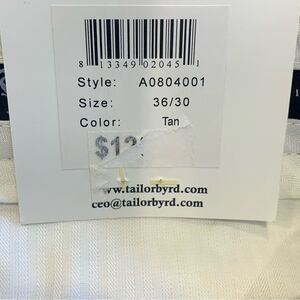 8 13349 02045 1
Style: A0804001
Size: 36/30
Color: Tan
www.tailorbyrd.com
ceo@tailorbyrd.com